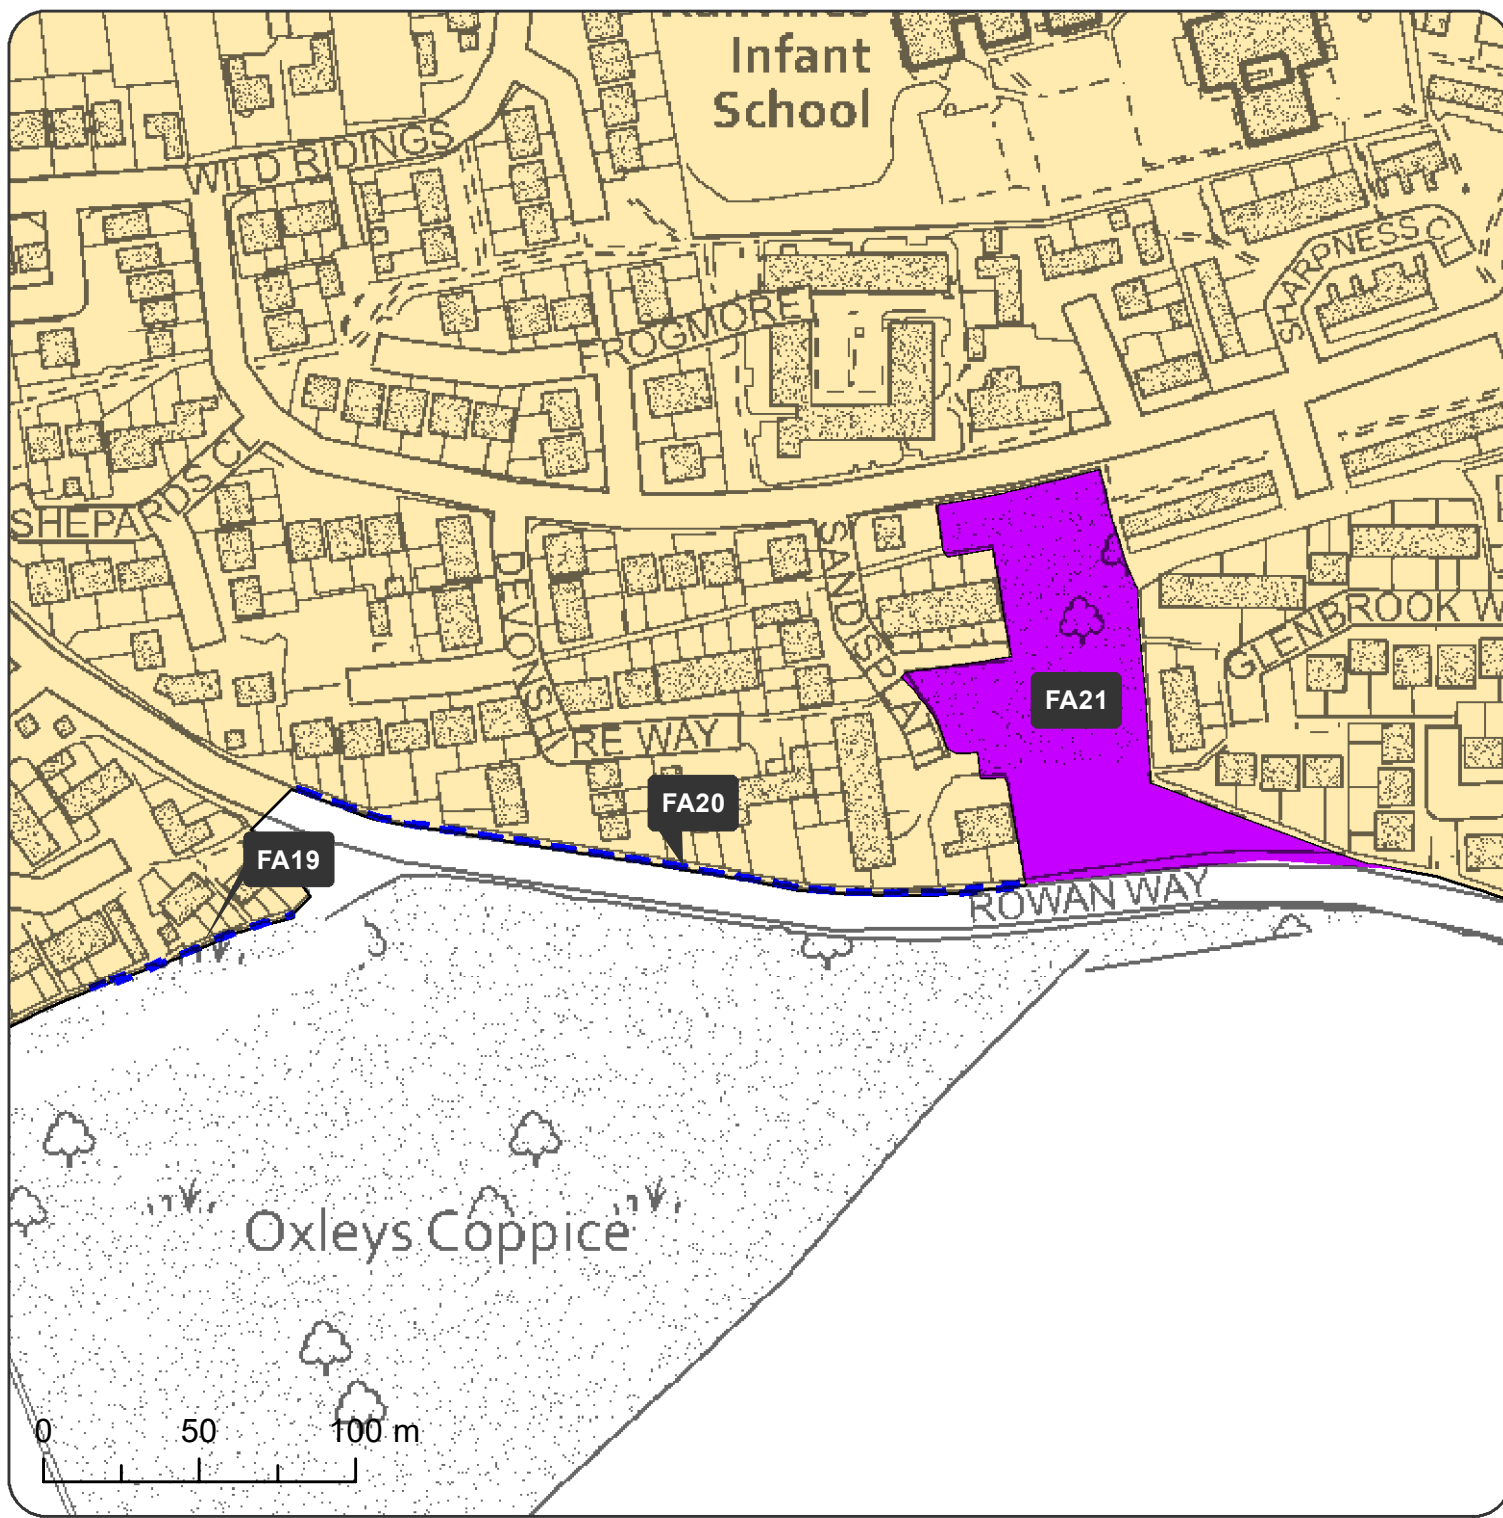 Infant
School
WILD RIDINGS
SHARPNESS CL
FROGMORE
SHEPARDS CL
DEVONSHIRE WAY
SANDISPLATT
GLENBROOK W
FA21
FA20
FA19
ROWAN WAY
Oxleys Coppice
0 50 100 m